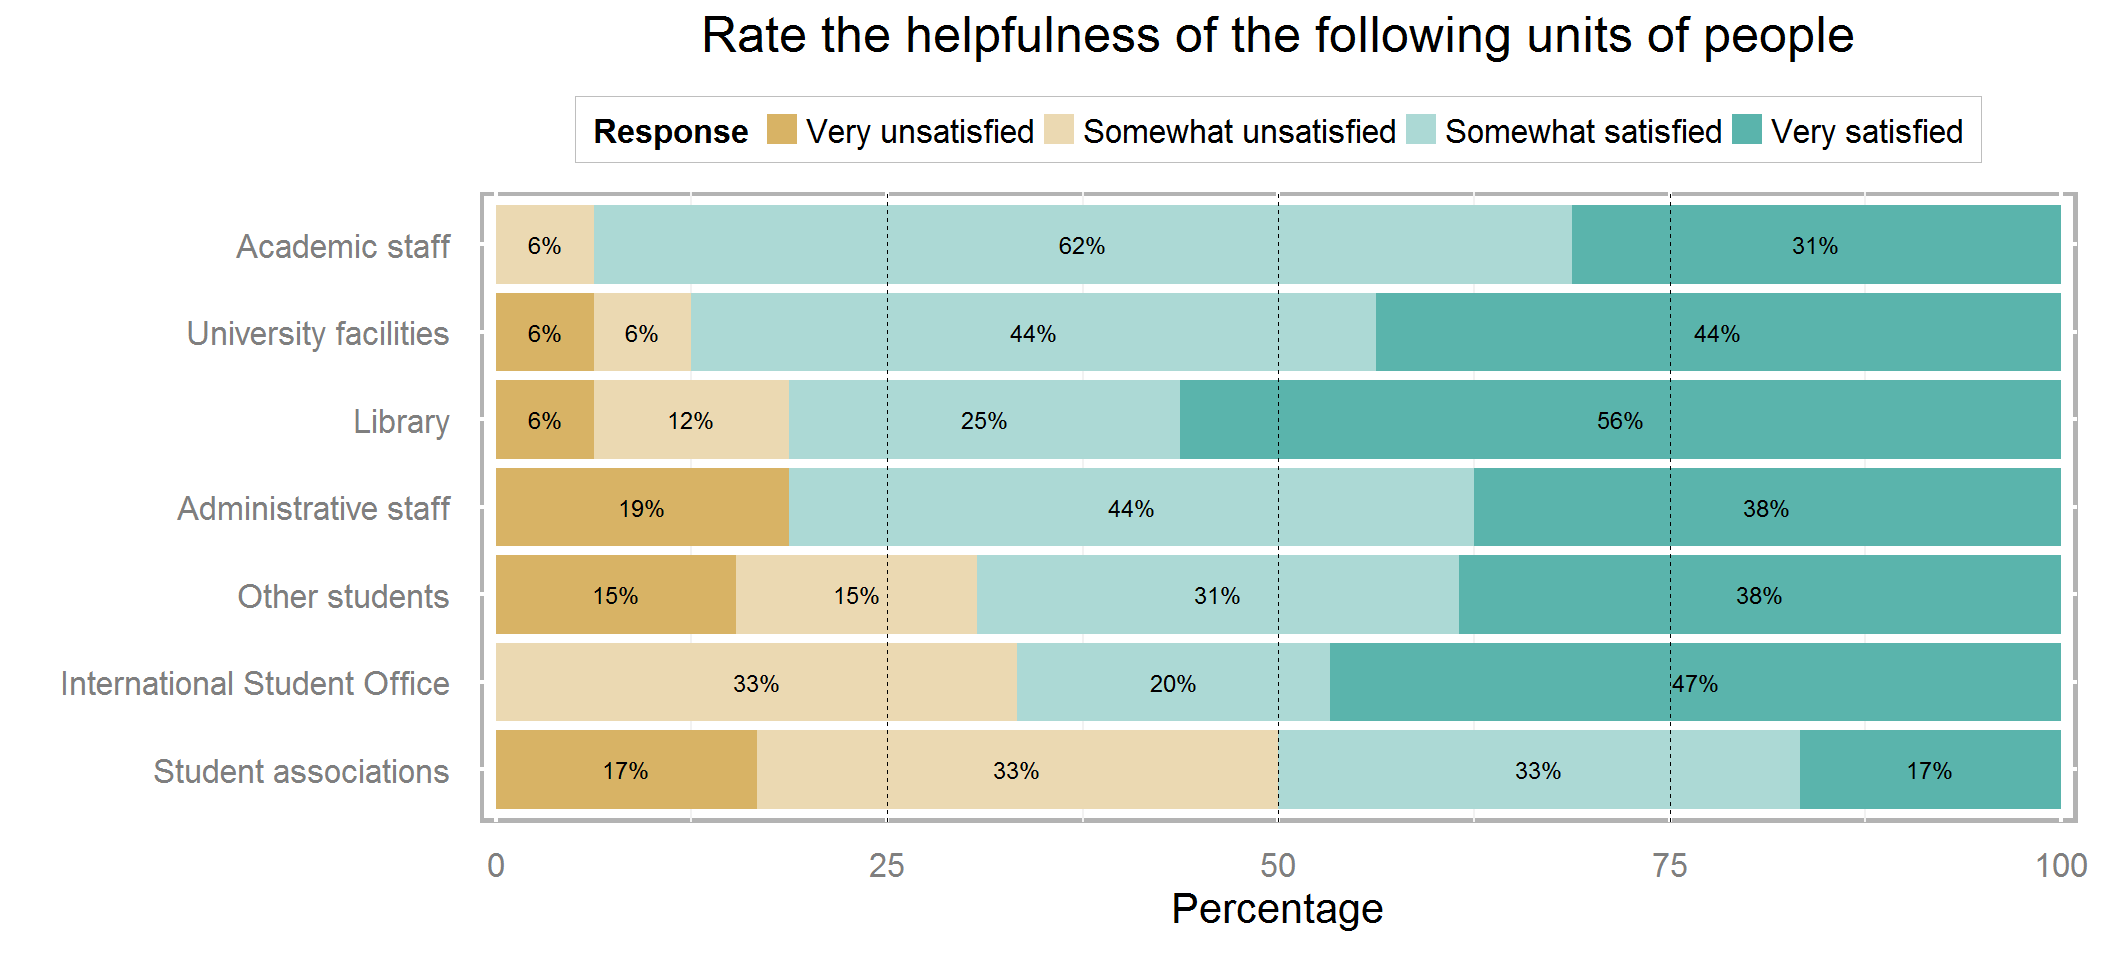 Rate the helpfulness of the following units of people
Response Very unsatisfied Somewhat unsatisfied Somewhat satisfied Very satisfied
Academic staff 6% 62% 31%
University facilities 6% 6% 44% 44%
Library 6% 12% 25% 56%
Administrative staff 19% 44% 38%
Other students 15% 15% 31% 38%
International Student Office 33% 20% 47%
Student associations 17% 33% 33% 17%
0 25 50 75 100
Percentage